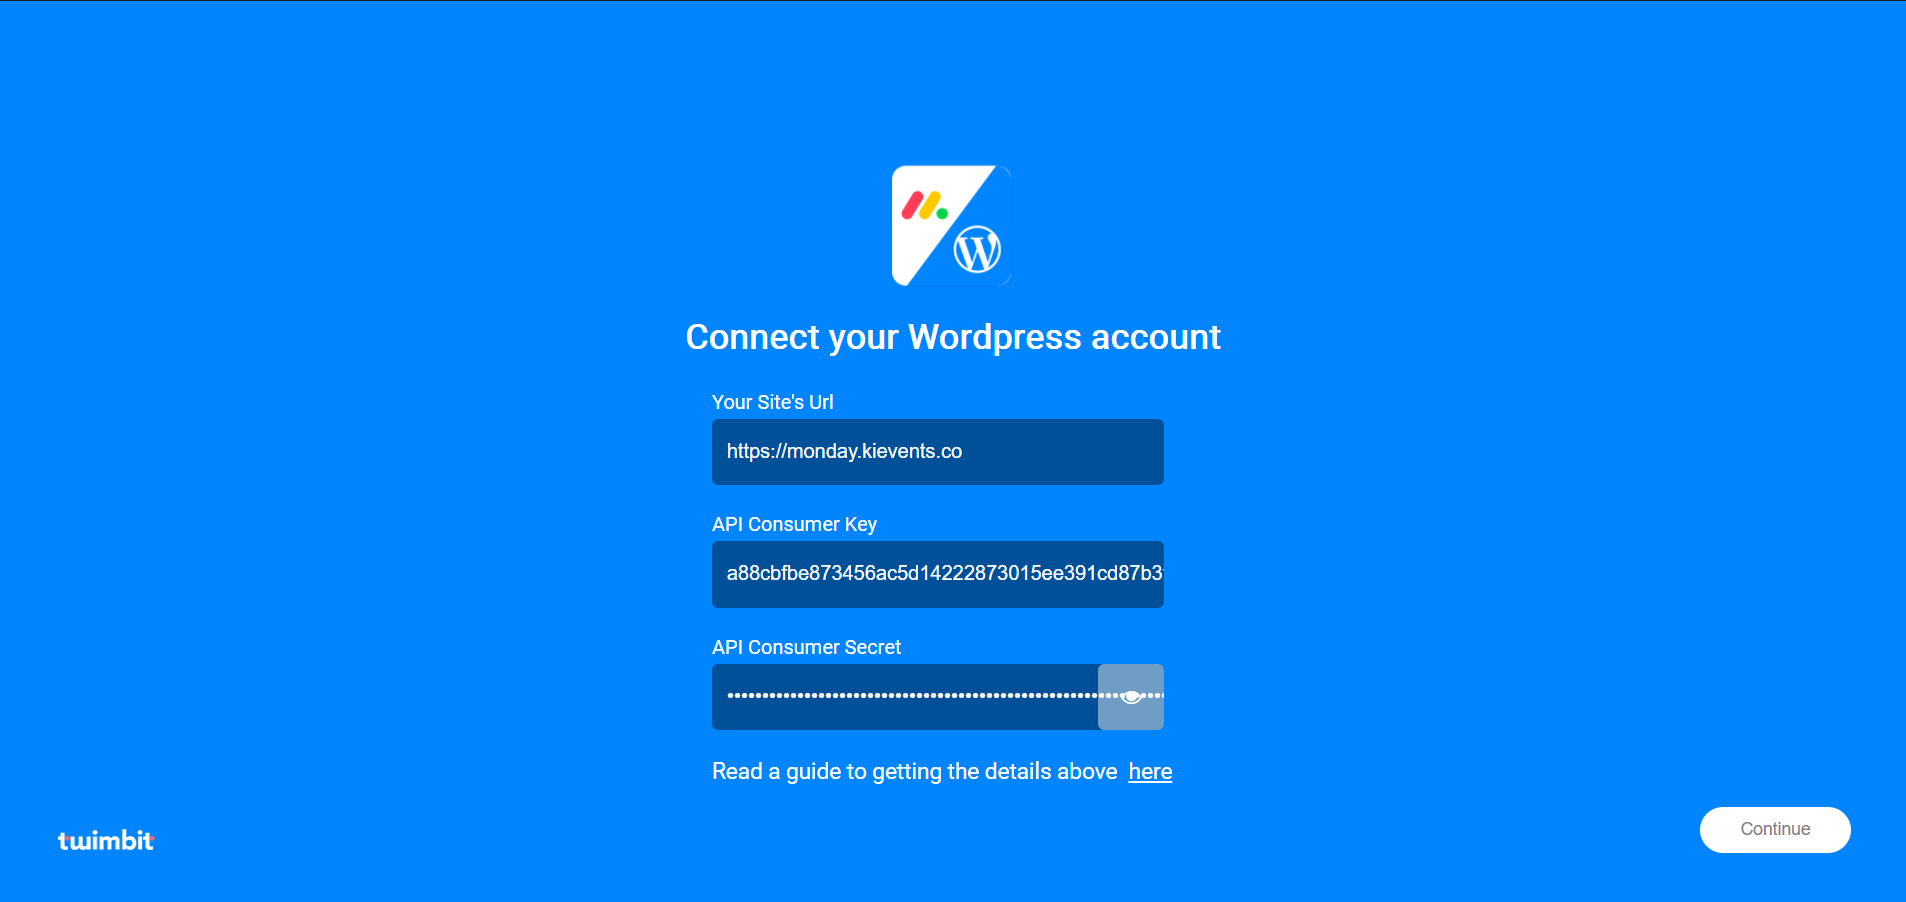 Connect your Wordpress account
Your Site's Url
https://monday.kievents.co
API Consumer Key
a88cbfbe873456ac5d14222873015ee391cd87b3
API Consumer Secret
Read a guide to getting the details above here
twimbit
Continue